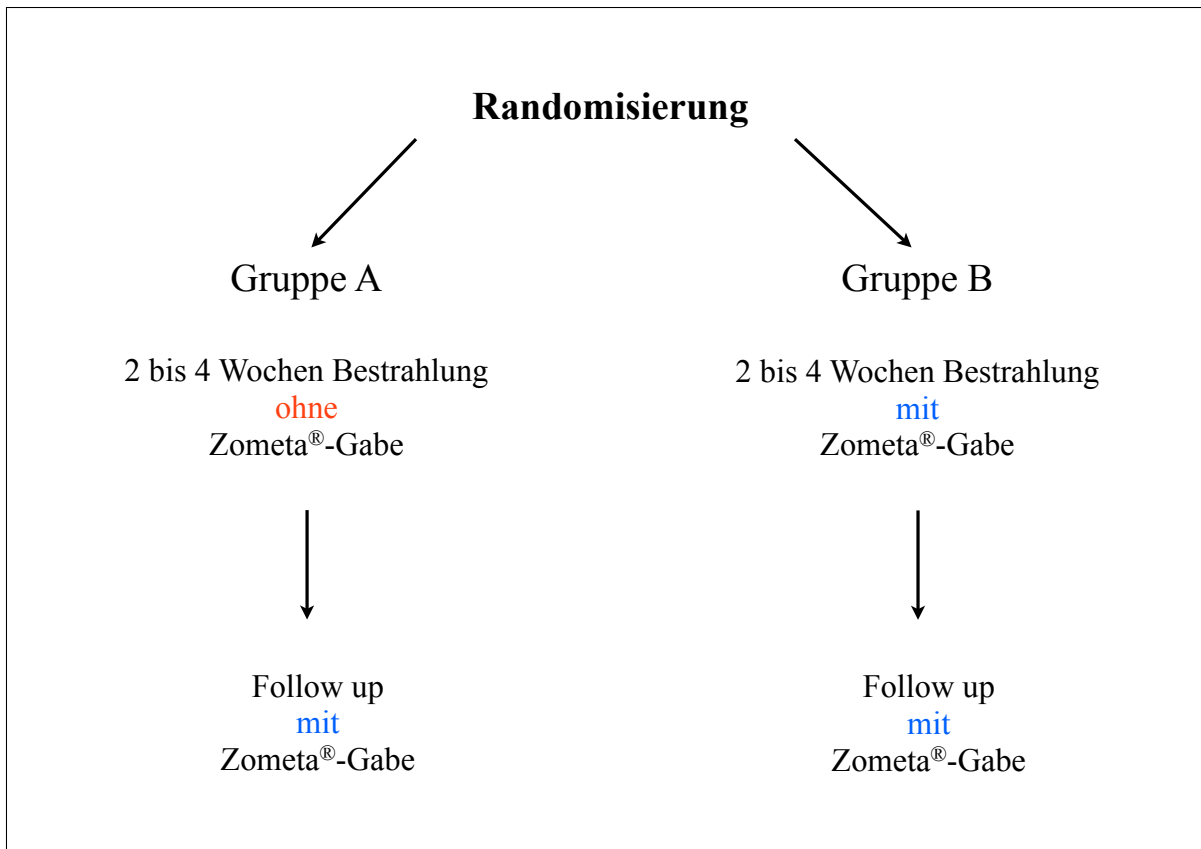 Randomisierung
Gruppe A
2 bis 4 Wochen Bestrahlung
ohne
Zometa®-Gabe
Follow up
mit
Zometa®-Gabe
Gruppe B
2 bis 4 Wochen Bestrahlung
mit
Zometa®-Gabe
Follow up
mit
Zometa®-Gabe